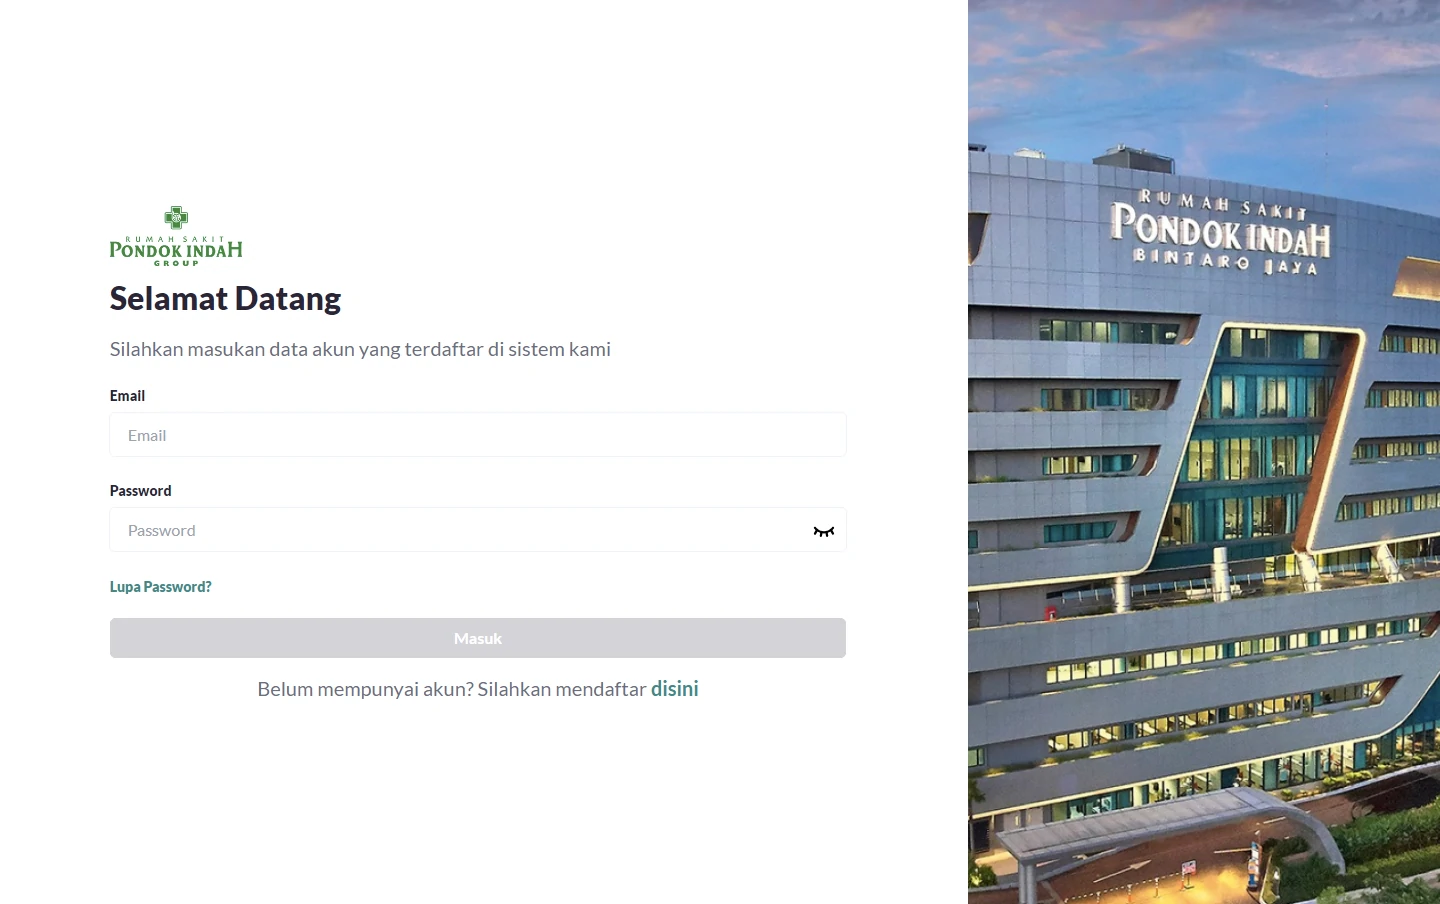 RUMAH SAKIT
PONDOK INDAH
GROUP
Selamat Datang
Silahkan masukan data akun yang terdaftar di sistem kami
Email
Email
Password
Password
Lupa Password?
Masuk
Belum mempunyai akun? Silahkan mendaftar disini
RUMAH SAKIT
PONDOK INDAH
BINTARO JAYA